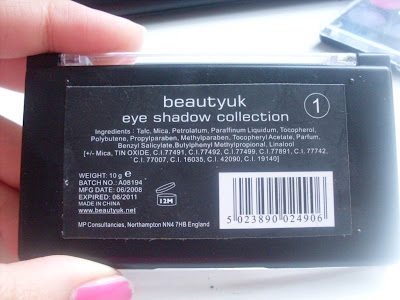 beautyuk
eye shadow collection
1
Ingredients : Talc, Mica, Petrolatum, Paraffinum Liquidum, Tocopherol,
Polybutene, Propylparaben, Methylparaben, Tocopheryl Acetate, Parfum,
Benzyl Salicylate,Butylphenyl Methylpropional, Linalool
[+/- Mica, TIN OXIDE, C.I.77491, C.I.77492, C.I.77499, C.I.77891, C.I.77742,
C.I.77007, C.I. 16035, C.I. 42090, C.I. 19140]
WEIGHT: 10 g e
BATCH NO.: A08194
MFG DATE: 06/2008
EXPIRED: 06/2011
MADE IN CHINA
www.beautyuk.net
12M
MP Consultancies, Northampton NN4 7HB England
5 023890 024906